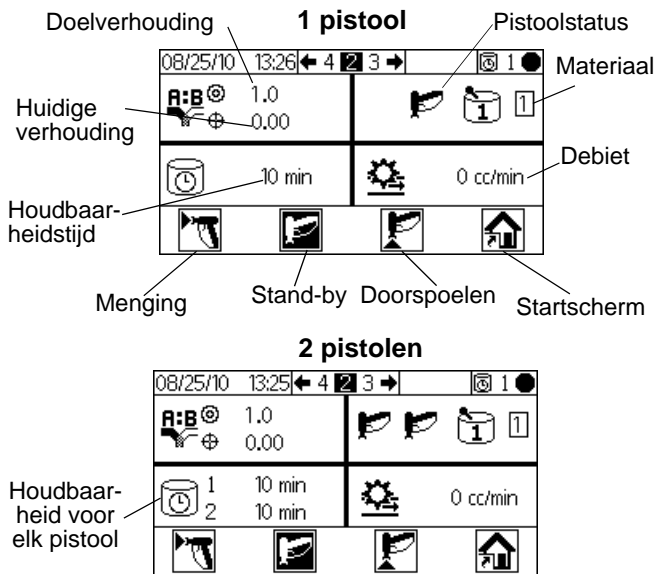 1 pistool
Doelverhouding
Pistoolstatus
08/25/10 13:26 4 2 3 1
Materiaal
A:B 1.0
1 1
Huidige
verhouding
0.00
Debiet
10 min
0 cc/min
Houdbaar-
heidstijd
Menging
Stand-by
Doorspoelen
Startscherm
2 pistolen
08/25/10 13:25 4 2 3 1
A:B 1.0
1 1
0.00
Houdbaar-
heid voor
elk pistool
1 10 min
2 10 min
0 cc/min